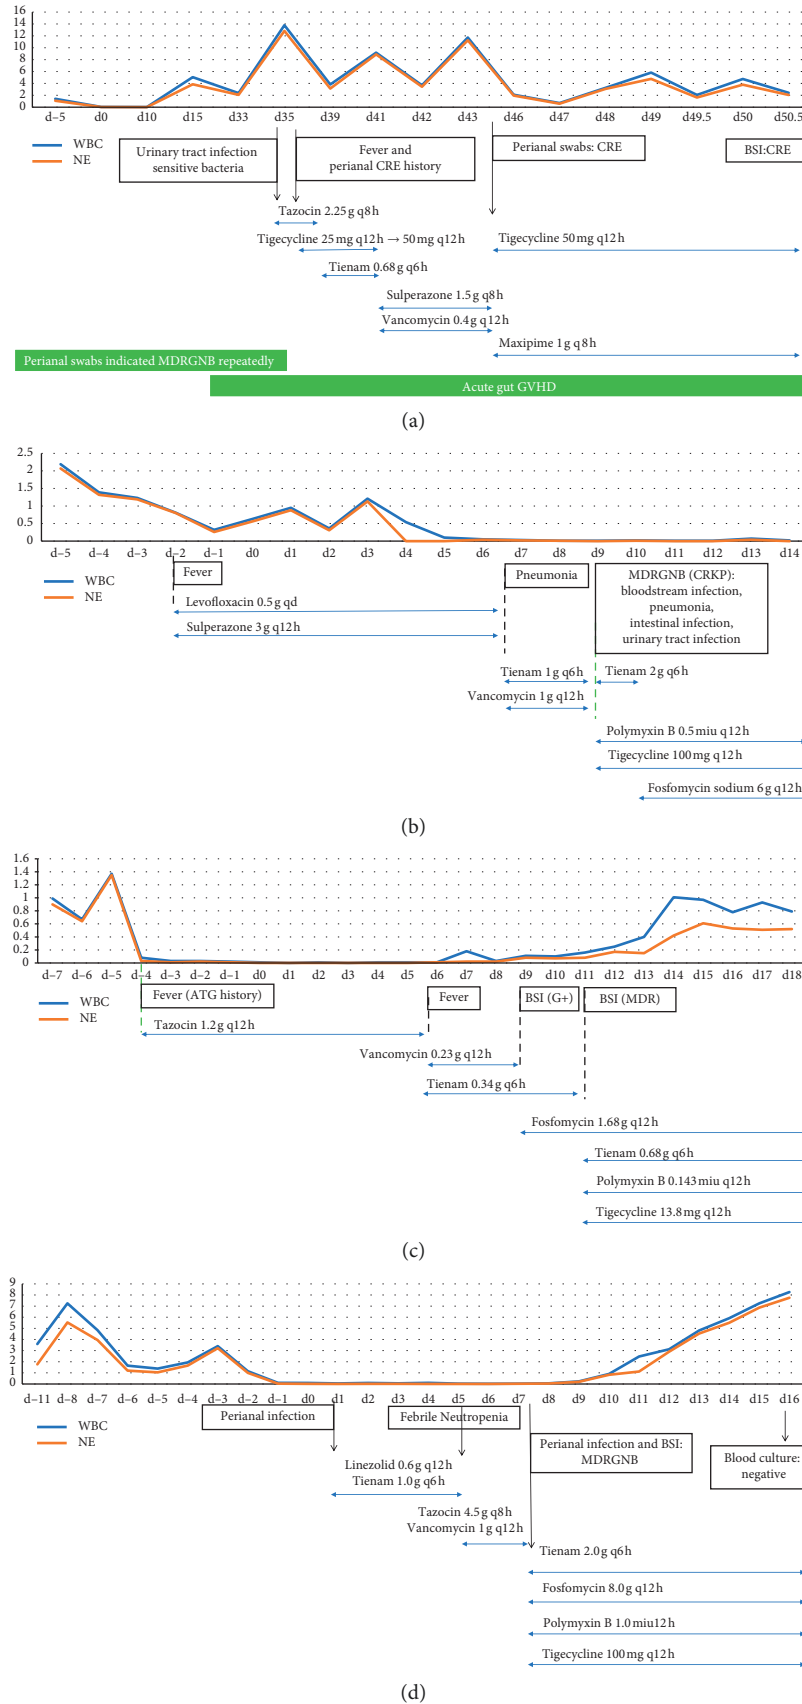 16
14
12
10
8
6
4
2
0
d–5 d0 d10 d15 d33 d35 d39 d41 d42 d43 d46 d47 d48 d49 d49.5 d50 d50.5
WBC
NE
Urinary tract infection
sensitive bacteria
Fever and
perianal CRE history
Perianal swabs: CRE
BSI:CRE
Tazocin 2.25 g q8h
Tigecycline 25 mg q12h → 50 mg q12h
Tigecycline 50 mg q12h
Tienam 0.68 g q6h
Sulperazone 1.5 g q8h
Vancomycin 0.4 g q12h
Maxipime 1 g q8h
Perianal swabs indicated MDRGNB repeatedly
Acute gut GVHD
(a)
2.5
2
1.5
1
0.5
0
d–5 d–4 d–3 d–2 d–1 d0 d1 d2 d3 d4 d5 d6 d7 d8 d9 d10 d11 d12 d13 d14
WBC
NE
Fever
Pneumonia
MDRGNB (CRKP):
bloodstream infection,
pneumonia,
intestinal infection,
urinary tract infection
Levofloxacin 0.5 g qd
Sulperazone 3 g q12h
Tienam 1 g q6h
Tienam 2 g q6h
Vancomycin 1 g q12h
Polymyxin B 0.5 miu q12h
Tigecycline 100 mg q12h
Fosfomycin sodium 6 g q12h
(b)
1.6
1.4
1.2
1
0.8
0.6
0.4
0.2
0
d–7 d–6 d–5 d–4 d–3 d–2 d–1 d0 d1 d2 d3 d4 d5 d6 d7 d8 d9 d10 d11 d12 d13 d14 d15 d16 d17 d18
WBC
NE
Fever (ATG history)
Fever
BSI (G+)
BSI (MDR)
Tazocin 1.2 g q12h
Vancomycin 0.23 g q12h
Tienam 0.34 g q6h
Fosfomycin 1.68 g q12h
Tienam 0.68 g q6h
Polymyxin B 0.143 miu q12h
Tigecycline 13.8 mg q12h
(c)
9
8
7
6
5
4
3
2
1
0
d–11 d–8 d–7 d–6 d–5 d–4 d–3 d–2 d–1 d0 d1 d2 d3 d4 d5 d6 d7 d8 d9 d10 d11 d12 d13 d14 d15 d16
WBC
NE
Perianal infection
Febrile Neutropenia
Perianal infection and BSI:
MDRGNB
Blood culture:
negative
Linezolid 0.6 g q12h
Tienam 1.0 g q6h
Tazocin 4.5 g q8h
Vancomycin 1 g q12h
Tienam 2.0 g q6h
Fosfomycin 8.0 g q12h
Polymyxin B 1.0 miu12h
Tigecycline 100 mg q12h
(d)